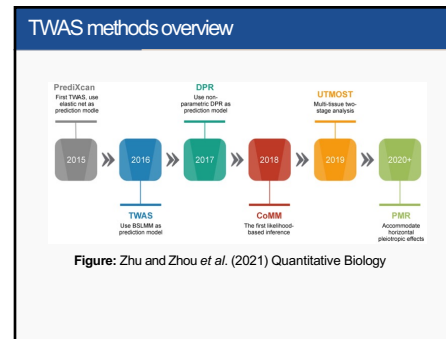 TWAS methods overview
PrediXcan
First TWAS, use
elastic net as
prediction modle
DPR
Use non-
parametric DPR as
prediction model
UTMOST
Multi-tissue two-
stage analysis
2015
2016
2017
2018
2019
2020+
TWAS
Use BSLMM as
prediction model
CoMM
The first likelihood-
based inference
PMR
Accommodate
horizontal
pleiotropic effects
Figure: Zhu and Zhou et al. (2021) Quantitative Biology